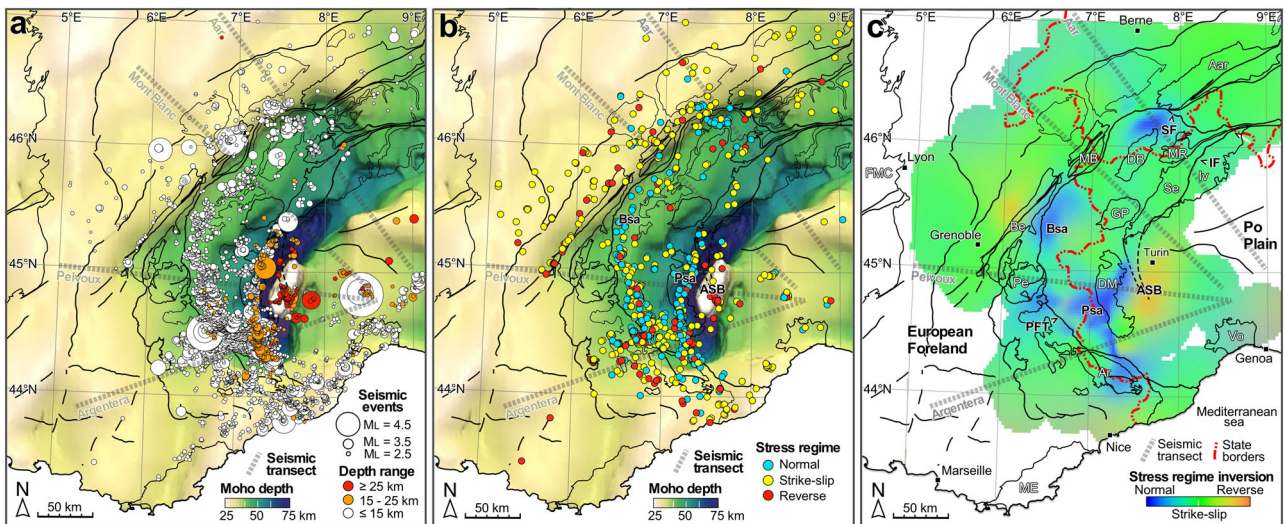 a
5°E
6°E
7°E
8°E
9°E
Aar
Mont Blanc
46°N
45°N
Pelvoux
44°N
Argentera
Seismic
events
ML = 4.5
ML = 3.5
ML = 2.5
Seismic
transect
Depth range
≥ 25 km
15 - 25 km
≤ 15 km
Moho depth
25 50 75 km
N
50 km
b
5°E
6°E
7°E
8°E
9°E
Aar
Mont Blanc
46°N
Bsa
45°N
Pelvoux
Psa
ASB
44°N
Argentera
Stress regime
Normal
Strike-slip
Reverse
Seismic
transect
Moho depth
25 50 75 km
N
50 km
c
5°E
6°E
7°E
8°E
9°E
Berne
Aar
Aar
Mont Blanc
46°N
SF
Lyon
MB
DB
MR
IF
FMC
Iv
Se
GP
Be
Bsa
Grenoble
Po
Plain
45°N
Turin
Pelvoux
Pe
DM
ASB
Psa
PFT
European
Foreland
Vo
Genoa
44°N
Ar
Argentera
Mediterranean
sea
Nice
Seismic
transect
State
borders
Marseille
ME
Stress regime inversion
Normal Reverse
Strike-slip
N
50 km